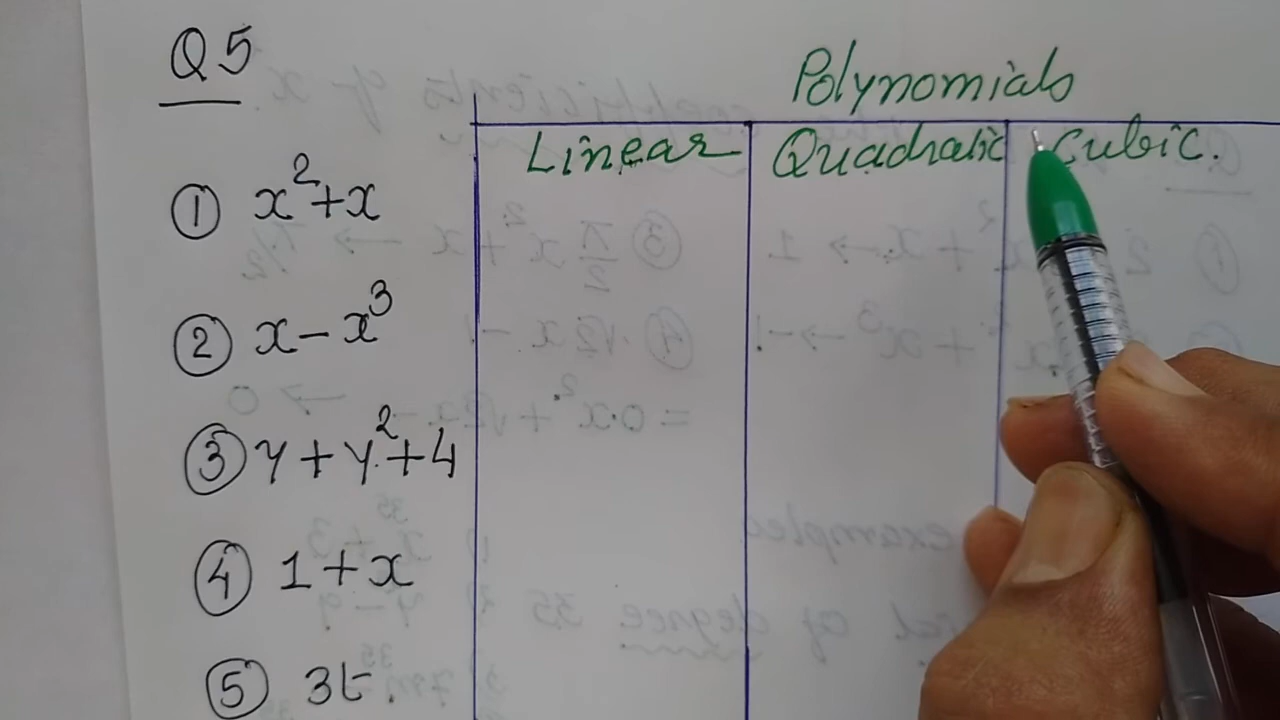 Q5
Polynomials
Linear Quadratic Cubic.
① x²+x
② x-x³
③ y+y²+4
④ 1+x
⑤ 3t